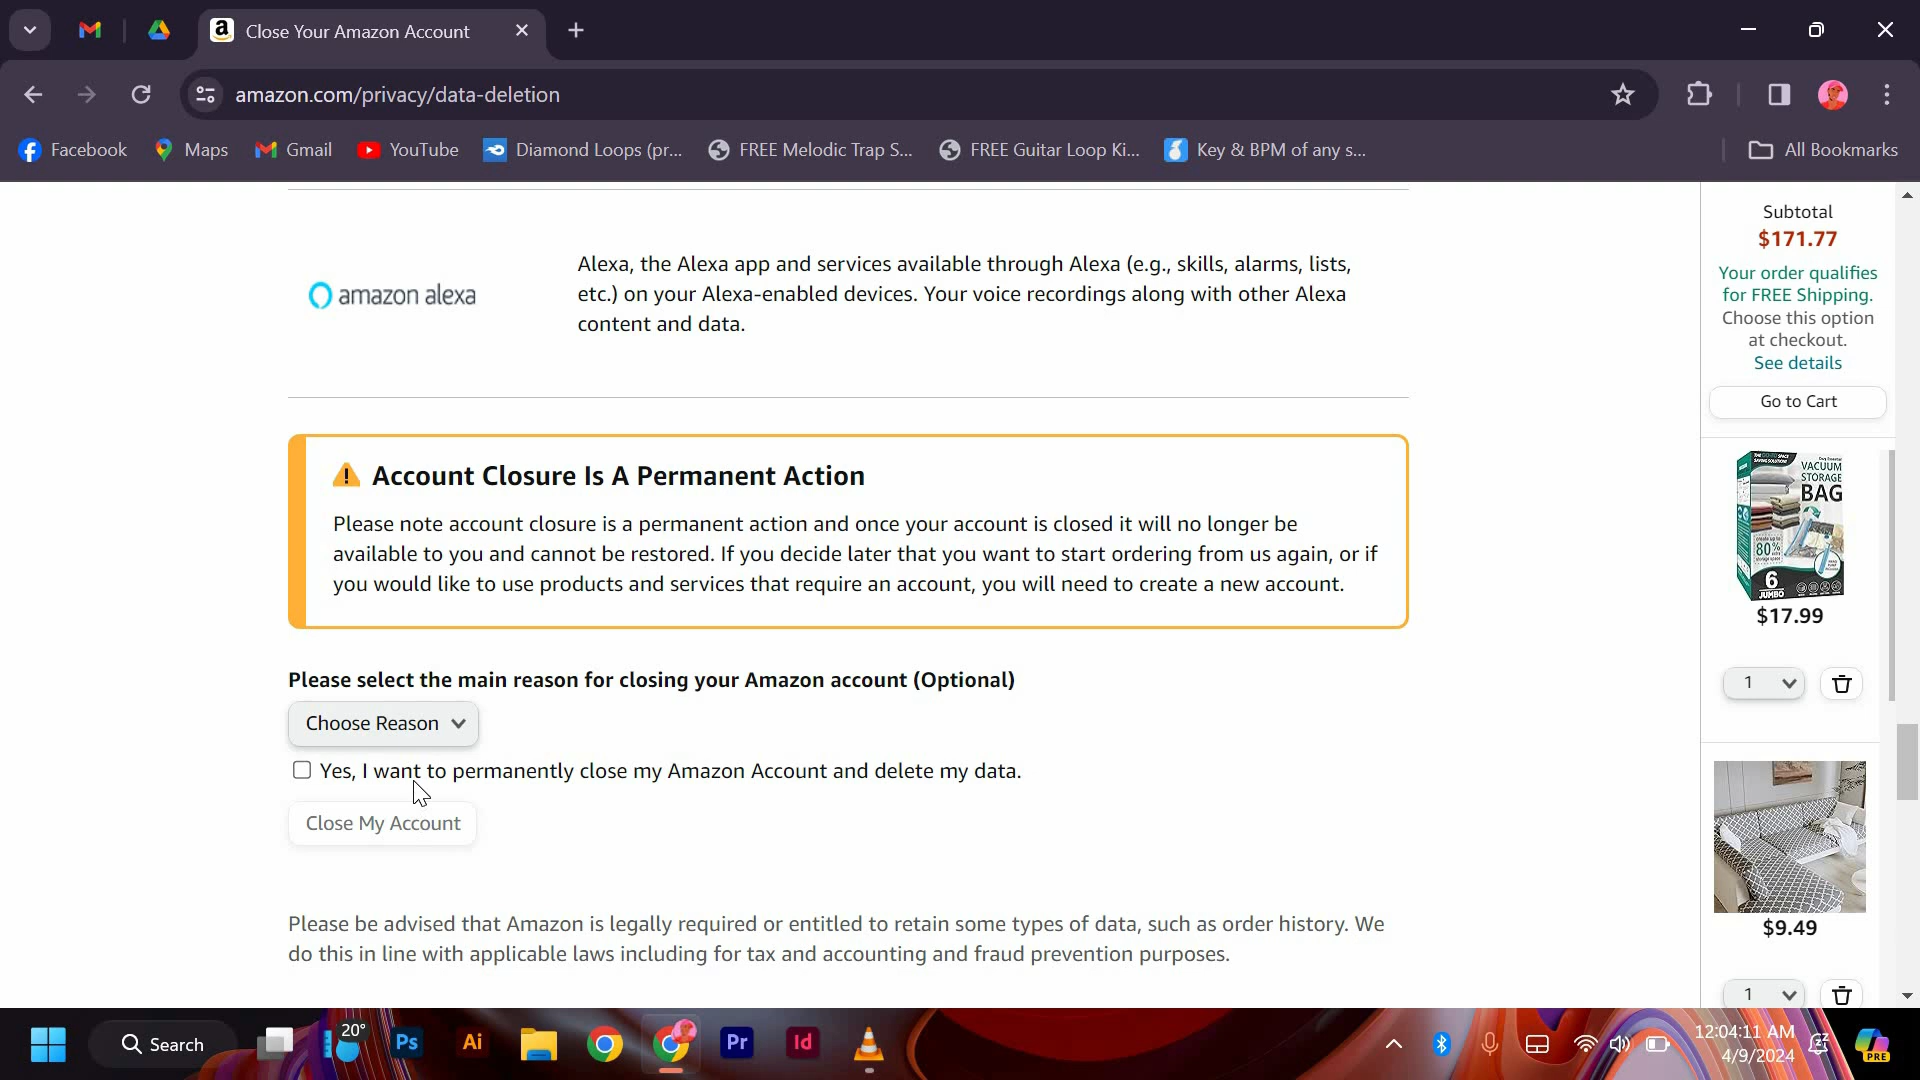 Close Your Amazon Account
amazon.com/privacy/data-deletion
Facebook
Maps
Gmail
YouTube
Diamond Loops (pr...
FREE Melodic Trap S...
FREE Guitar Loop Ki...
Key & BPM of any s...
All Bookmarks
amazon alexa
Alexa, the Alexa app and services available through Alexa (e.g., skills, alarms, lists,
etc.) on your Alexa-enabled devices. Your voice recordings along with other Alexa
content and data.
Account Closure Is A Permanent Action
Please note account closure is a permanent action and once your account is closed it will no longer be
available to you and cannot be restored. If you decide later that you want to start ordering from us again, or if
you would like to use products and services that require an account, you will need to create a new account.
Please select the main reason for closing your Amazon account (Optional)
Choose Reason
Yes, I want to permanently close my Amazon Account and delete my data.
Close My Account
Please be advised that Amazon is legally required or entitled to retain some types of data, such as order history. We
do this in line with applicable laws including for tax and accounting and fraud prevention purposes.
Subtotal
$171.77
Your order qualifies
for FREE Shipping.
Choose this option
at checkout.
See details
Go to Cart
VACUUM
STORAGE
BAG
80%
6
JUMBO
$17.99
1
$9.49
1
Search
20°
Ps
Ai
Pr
Id
12:04:11 AM
4/9/2024
PRE